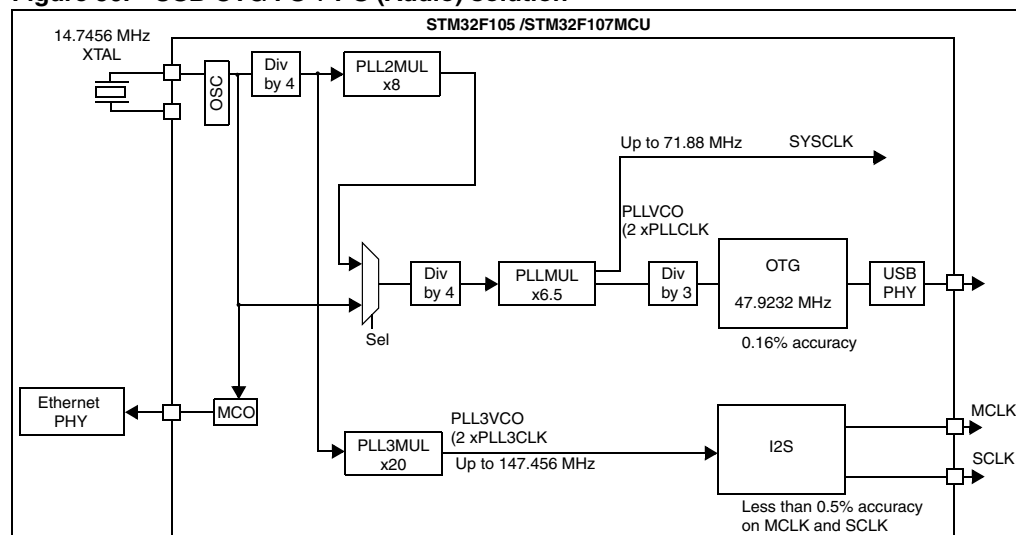 Figure USB OTG FS + I2S (Audio) solution
STM32F105 /STM32F107MCU
14.7456 MHz
XTAL
OSC
Div
by 4
PLL2MUL
x8
Up to 71.88 MHz
SYSCLK
PLLVCO
(2 xPLLCLK
Div
by 4
PLLMUL
x6.5
Div
by 3
OTG
47.9232 MHz
USB
PHY
Sel
0.16% accuracy
Ethernet
PHY
MCO
PLL3MUL
x20
PLL3VCO
(2 xPLL3CLK
Up to 147.456 MHz
I2S
MCLK
SCLK
Less than 0.5% accuracy
on MCLK and SCLK